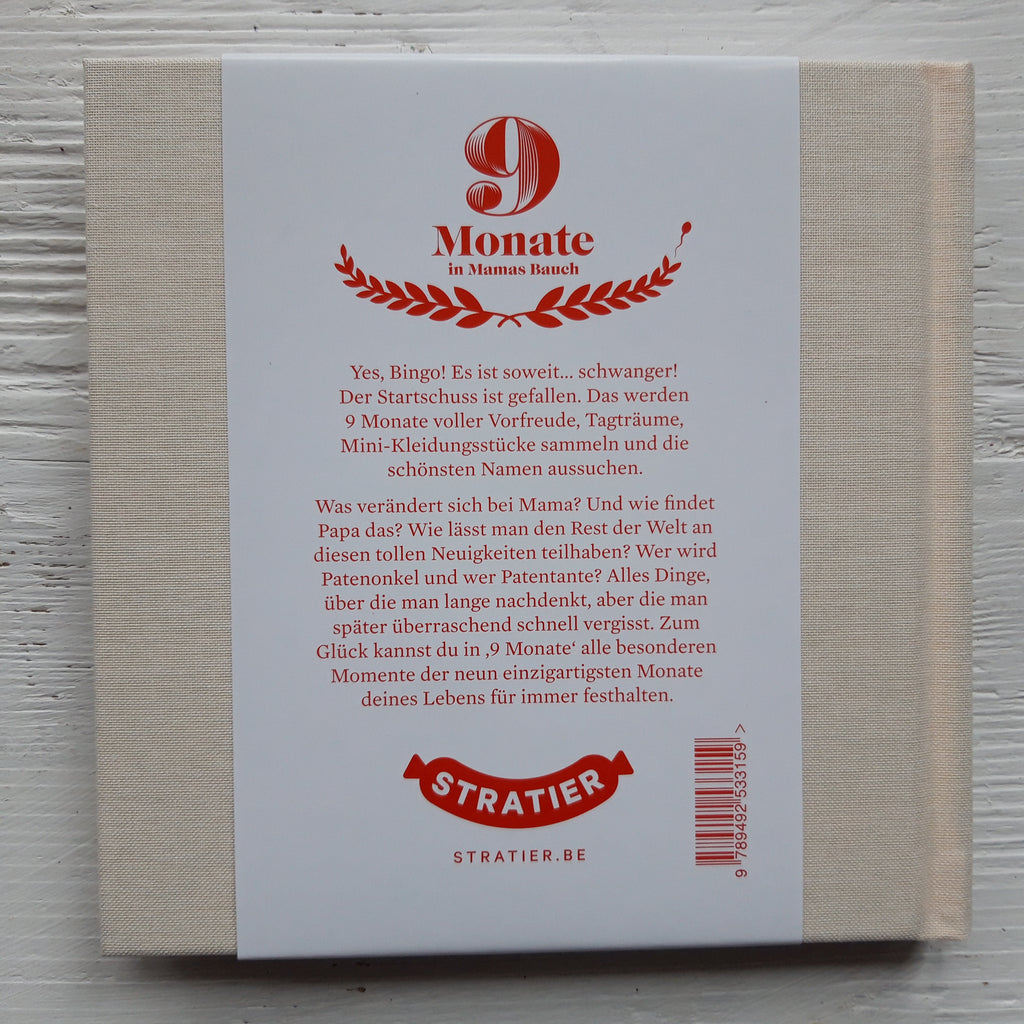 9
Monate
in Mamas Bauch
Yes, Bingo! Es ist soweit... schwanger!
Der Startschuss ist gefallen. Das werden
9 Monate voller Vorfreude, Tagträume,
Mini-Kleidungsstücke sammeln und die
schönsten Namen aussuchen.
Was verändert sich bei Mama? Und wie findet
Papa das? Wie lässt man den Rest der Welt an
diesen tollen Neuigkeiten teilhaben? Wer wird
Patenonkel und wer Patentante? Alles Dinge,
über die man lange nachdenkt, aber die man
später überraschend schnell vergisst. Zum
Glück kannst du in ‚9 Monate‘ alle besonderen
Momente der neun einzigartigsten Monate
deines Lebens für immer festhalten.
STRATIER
STRATIER.BE
9 789492 533159 >